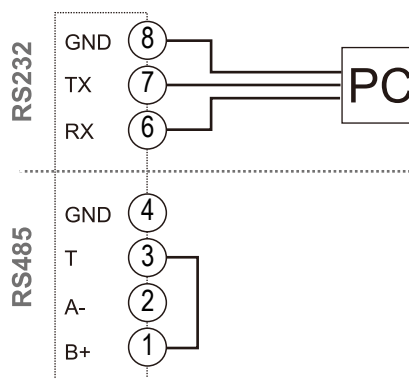 RS232
GND 8
TX 7
RX 6
PC
RS485
GND 4
T 3
A- 2
B+ 1